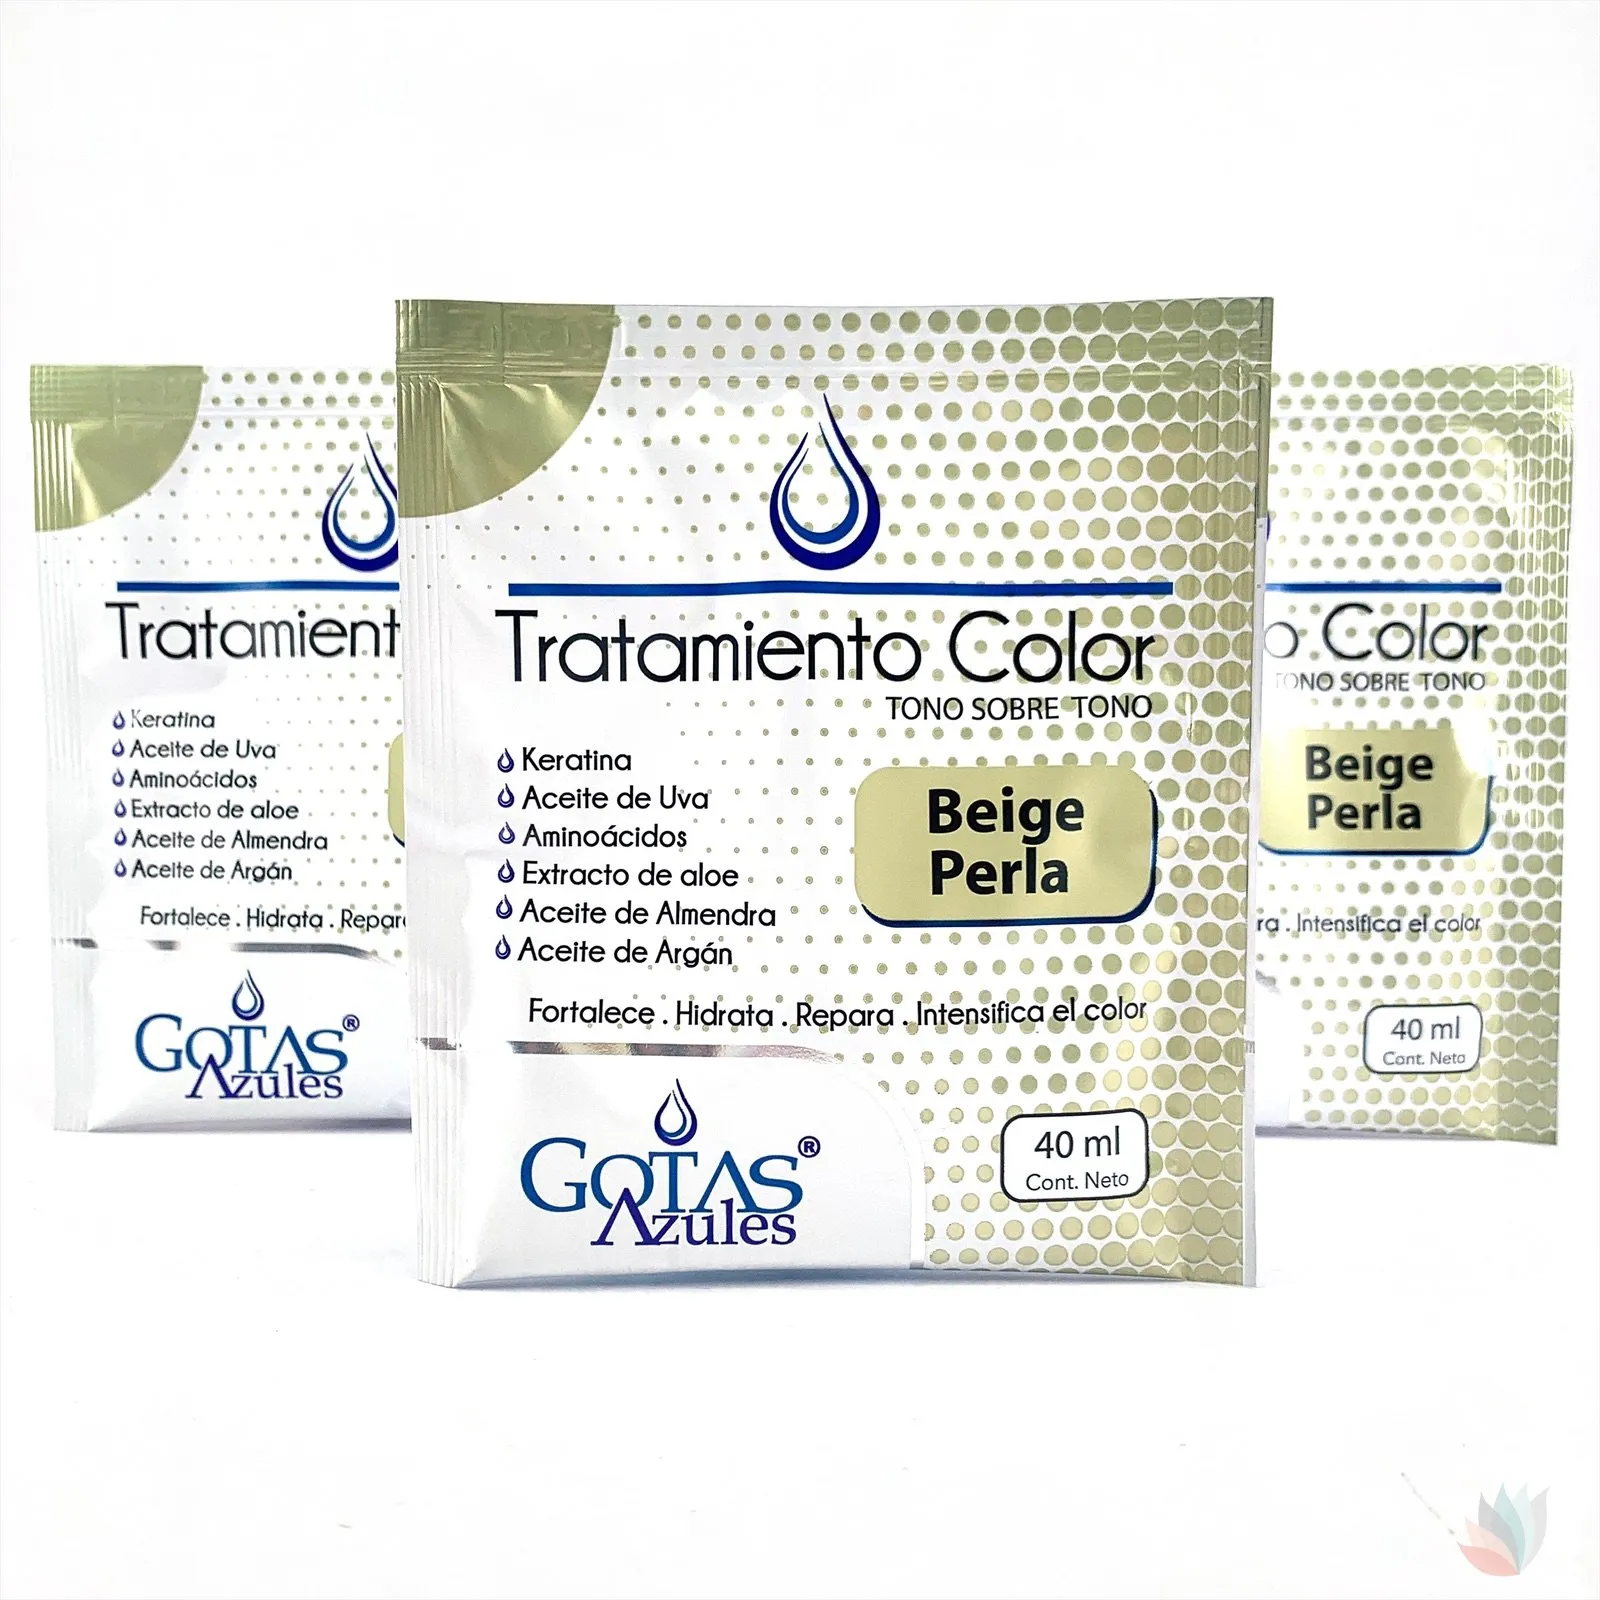 Tratamiento Color
TONO SOBRE TONO
Keratina
Aceite de Uva
Aminoácidos
Extracto de aloe
Aceite de Almendra
Aceite de Argán
Beige
Perla
Fortalece . Hidrata . Repara . Intensifica el color
GOTAS®
Azules
40 ml
Cont. Neto
Tratamient
Keratina
Aceite de Uva
Aminoácidos
Extracto de aloe
Aceite de Almendra
Aceite de Argán
Fortalece . Hidrata . Repara
GOTAS®
Azules
o Color
TONO SOBRE TONO
Beige
Perla
ra . Intensifica el color
40 ml
Cont. Neto